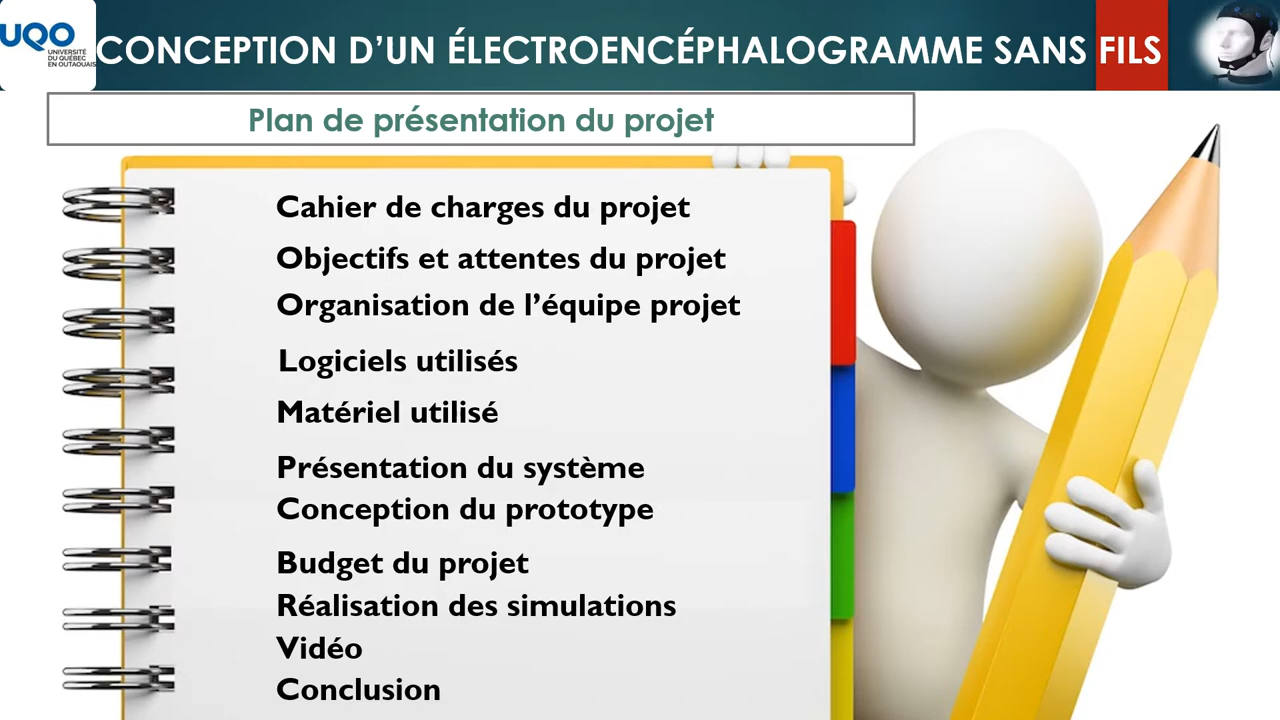 UQO
UNIVERSITÉ
DU QUÉBEC
EN OUTAOUAIS
CONCEPTION D’UN ÉLECTROENCÉPHALOGRAMME SANS FILS
Plan de présentation du projet
Cahier de charges du projet
Objectifs et attentes du projet
Organisation de l’équipe projet
Logiciels utilisés
Matériel utilisé
Présentation du système
Conception du prototype
Budget du projet
Réalisation des simulations
Vidéo
Conclusion